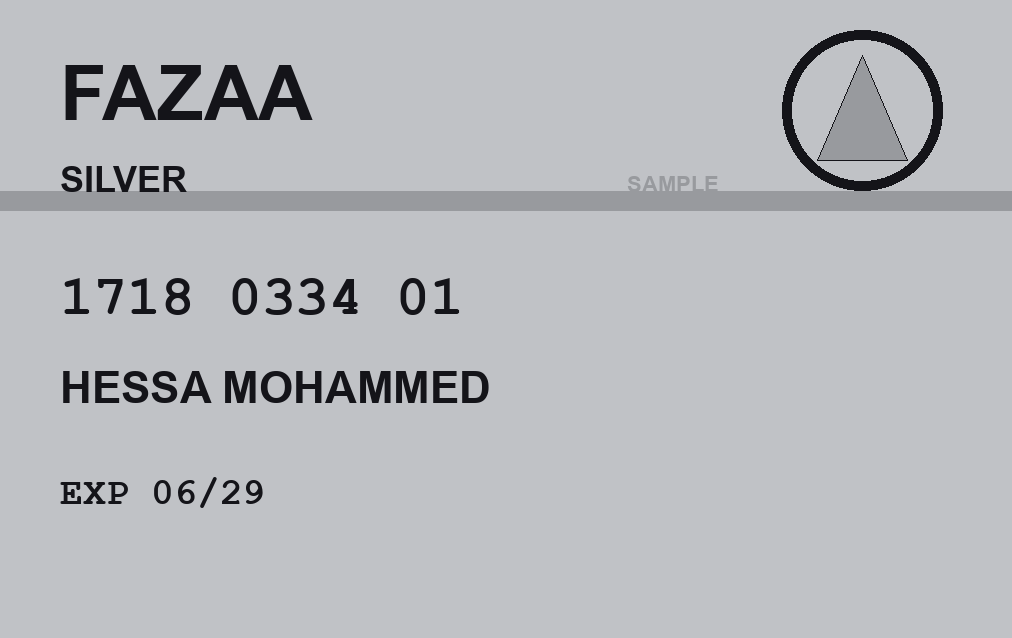 FAZAA
SILVER
SAMPLE
1718 0334 01
HESSA MOHAMMED
EXP 06/29